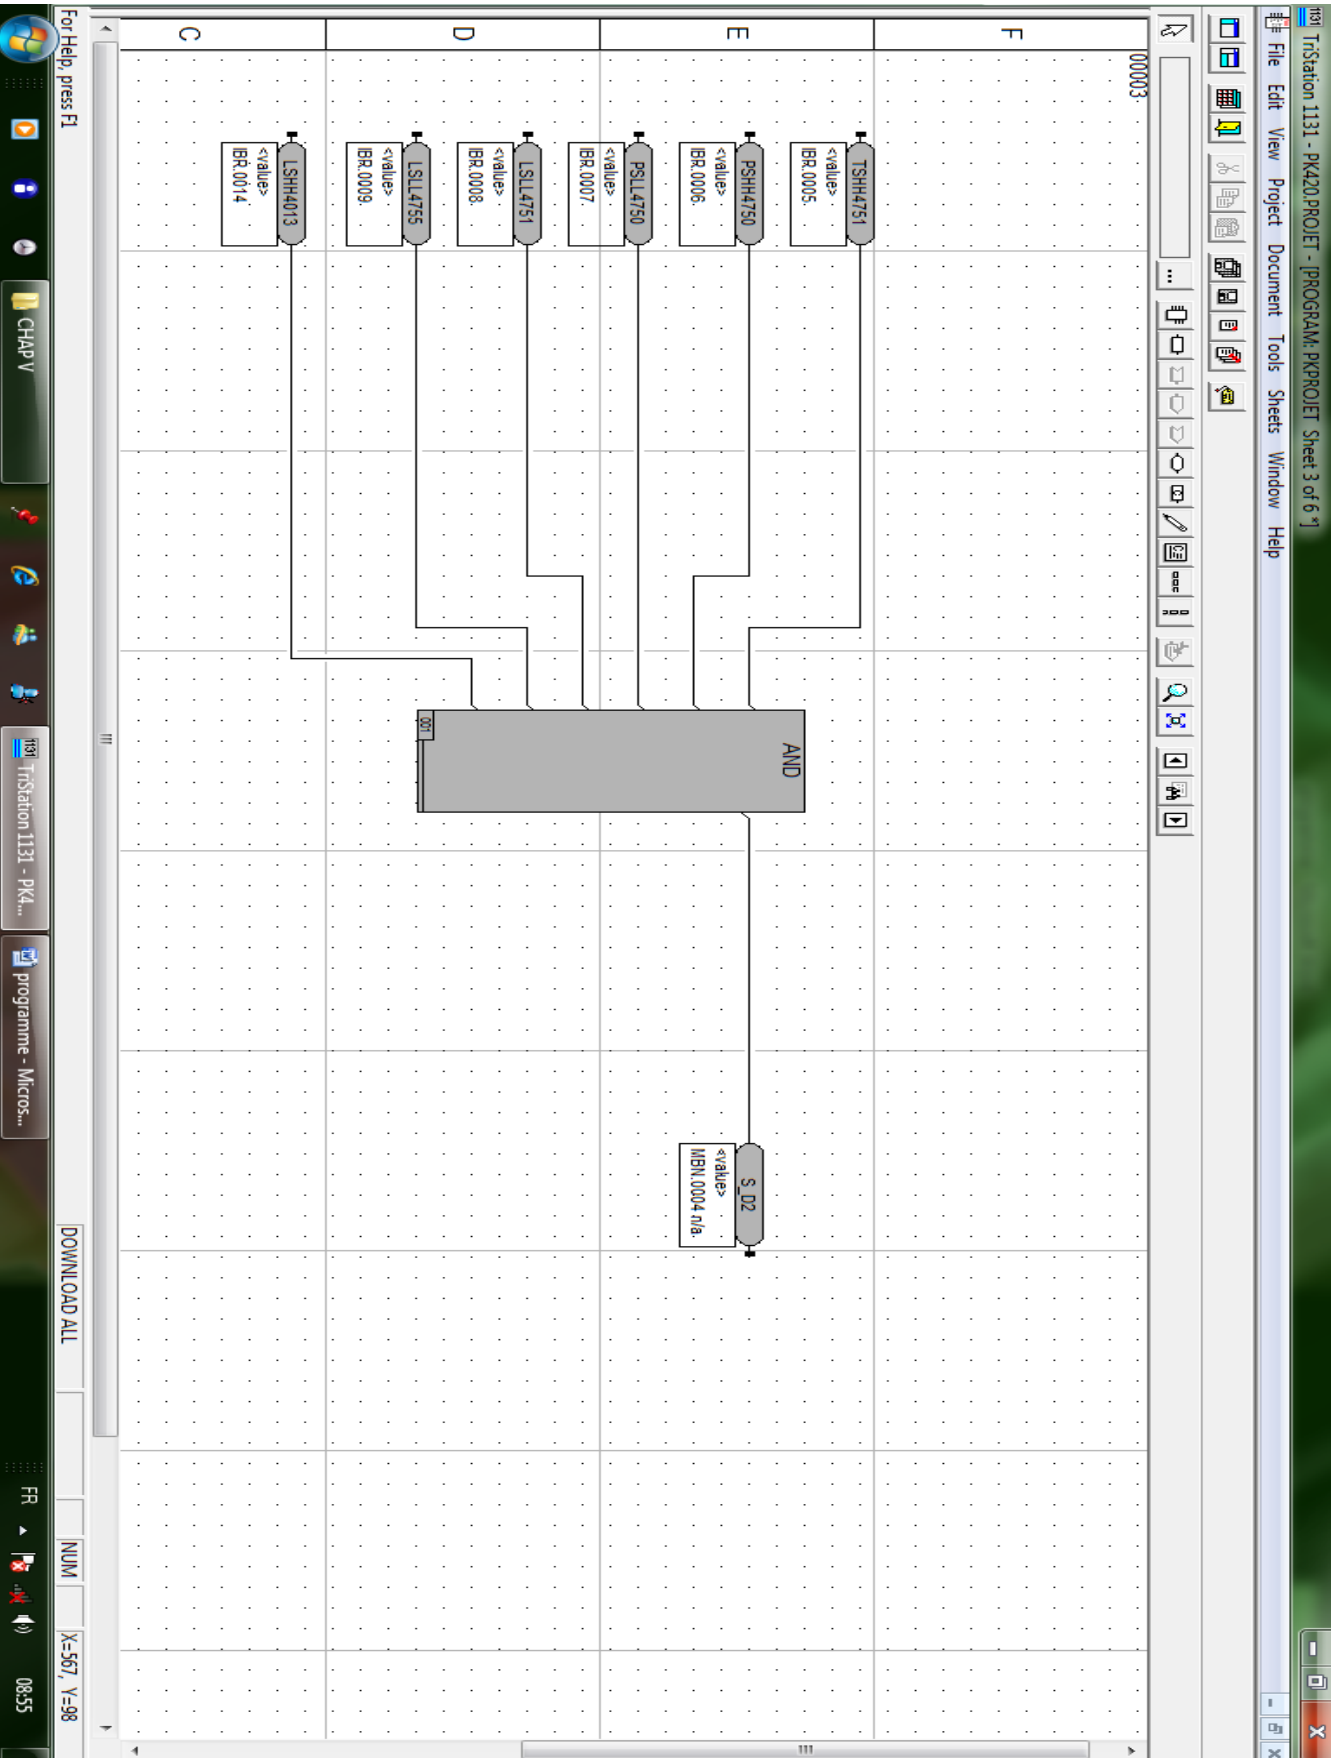 TriStation 1131 - PK420.PROJET - [PROGRAM: PKPROJET Sheet 3 of 6 *]
File Edit View Project Document Tools Sheets Window Help
00003
F
E
D
C
TSHH4751
<value>
IBR.0005.
PSHH4750
<value>
IBR.0006.
PSLL4750
<value>
IBR.0007.
LSLL4751
<value>
IBR.0008.
LSLL4755
<value>
IBR.0009.
LSHH4013
<value>
IBR.0014.
AND
001
S_D2
<value>
MBN.0004 n/a.
For Help, press F1
DOWNLOAD ALL
NUM
X=567, Y=98
CHAP V
1131 TriStation 1131 - PK4...
programme - Micros...
FR
08:55